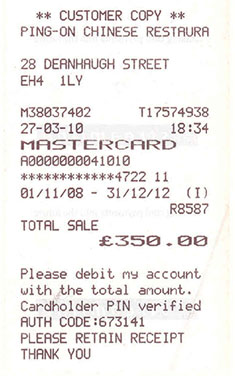 ** CUSTOMER COPY **
PING-ON CHINESE RESTAURA
28 DEANHAUGH STREET
EH4 1LY
M38037402 T17574938
27-03-10 18:34
MASTERCARD
A0000000041010
************4722 11
01/11/08 - 31/12/12 (I)
R8587
TOTAL SALE
£350.00
Please debit my account
with the total amount.
Cardholder PIN verified
AUTH CODE:673141
PLEASE RETAIN RECEIPT
THANK YOU